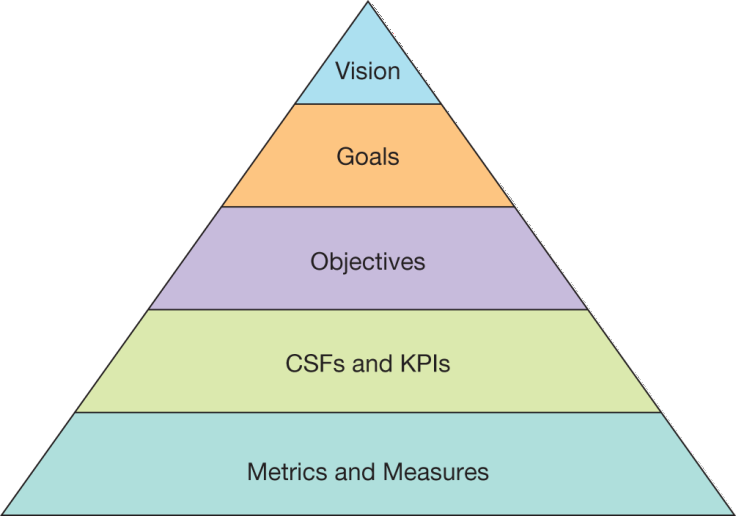 Vision
Goals
Objectives
CSFs and KPIs
Metrics and Measures